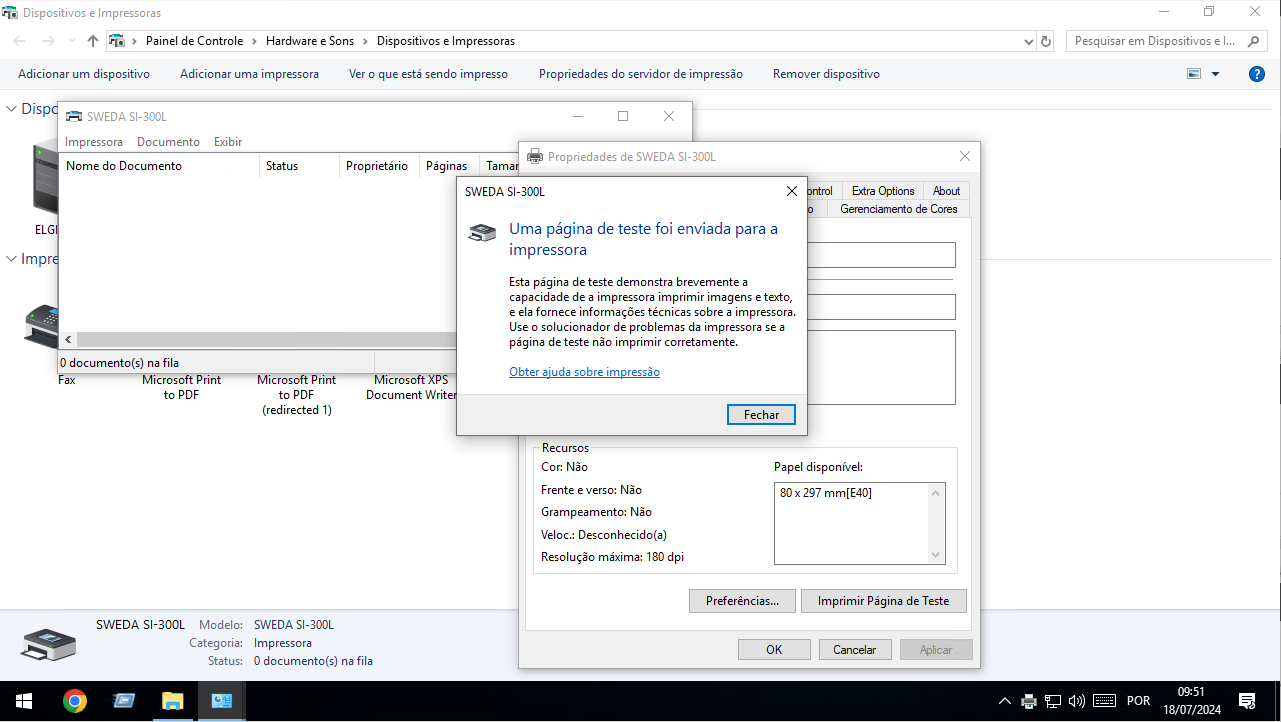 Dispositivos e Impressoras
Painel de Controle > Hardware e Sons > Dispositivos e Impressoras
Pesquisar em Dispositivos e I...
Adicionar um dispositivo Adicionar uma impressora Ver o que está sendo impresso Propriedades do servidor de impressão Remover dispositivo
SWEDA SI-300L
Impressora Documento Exibir
Nome do Documento Status Proprietário Páginas
0 documento(s) na fila
Fax
Microsoft Print
to PDF
Microsoft Print
to PDF
(redirected 1)
Microsoft XPS
Document Writer
Propriedades de SWEDA SI-300L
Extra Options About
Gerenciamento de Cores
SWEDA SI-300L
Uma página de teste foi enviada para a
impressora
Esta página de teste demonstra brevemente a
capacidade de a impressora imprimir imagens e texto,
e ela fornece informações técnicas sobre a impressora.
Use o solucionador de problemas da impressora se a
página de teste não imprimir corretamente.
Obter ajuda sobre impressão
Fechar
Recursos
Cor: Não
Frente e verso: Não
Grampeamento: Não
Veloc.: Desconhecido(a)
Resolução máxima: 180 dpi
Papel disponível:
80 x 297 mm[E40]
Preferências... Imprimir Página de Teste
OK Cancelar Aplicar
SWEDA SI-300L Modelo: SWEDA SI-300L
Categoria: Impressora
Status: 0 documento(s) na fila
POR
09:51
18/07/2024